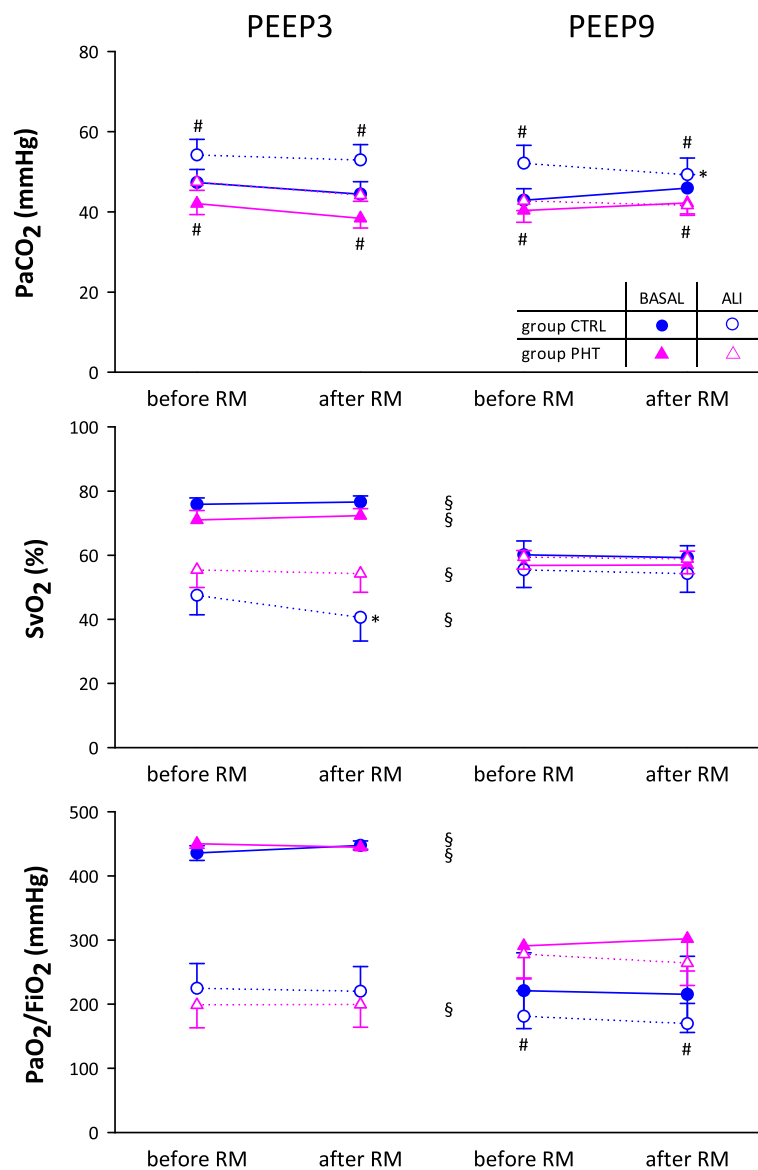 PEEP3 PEEP9
PaCO2 (mmHg)
80
60
40
20
0
# # # #
*
# # # #
BASAL ALI
group CTRL
group PHT
before RM after RM before RM after RM
SvO2 (%)
100
80
60
40
20
0
§
§
§
§
*
before RM after RM before RM after RM
PaO2/FiO2 (mmHg)
500
400
300
200
100
0
§
§
§
# #
before RM after RM before RM after RM